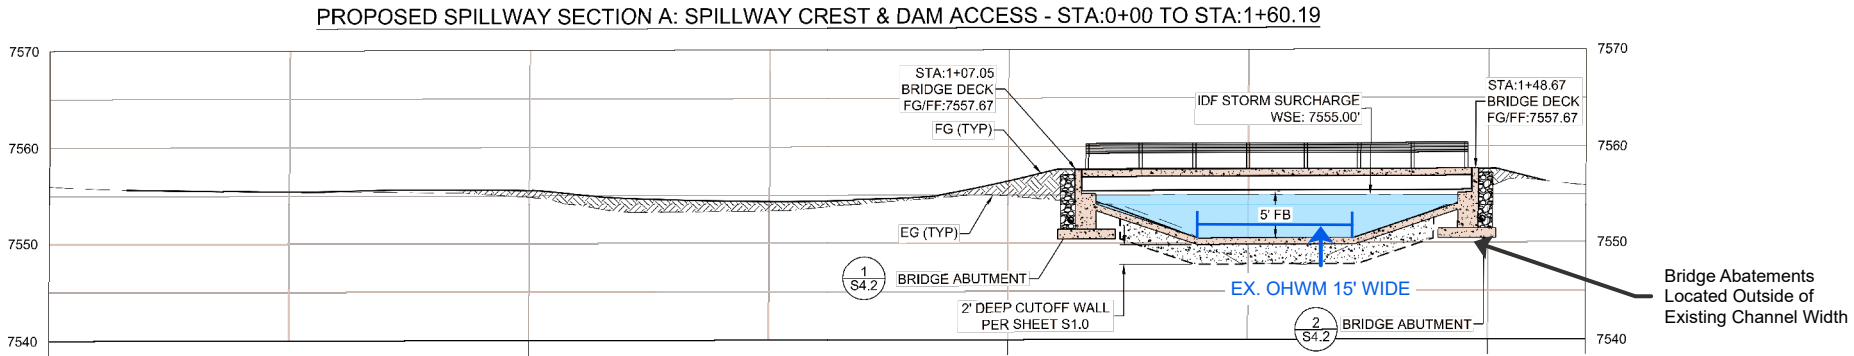 PROPOSED SPILLWAY SECTION A: SPILLWAY CREST & DAM ACCESS - STA:0+00 TO STA:1+60.19
7570
7570
STA:1+07.05
BRIDGE DECK
FG/FF:7557.67
FG (TYP)
IDF STORM SURCHARGE
WSE: 7555.00'
STA:1+48.67
BRIDGE DECK
FG/FF:7557.67
7560
7560
5' FB
EG (TYP)
7550
7550
1
S4.2
BRIDGE ABUTMENT
EX. OHWM 15' WIDE
2' DEEP CUTOFF WALL
PER SHEET S1.0
2
S4.2
BRIDGE ABUTMENT
Bridge Abatements
Located Outside of
Existing Channel Width
7540
7540